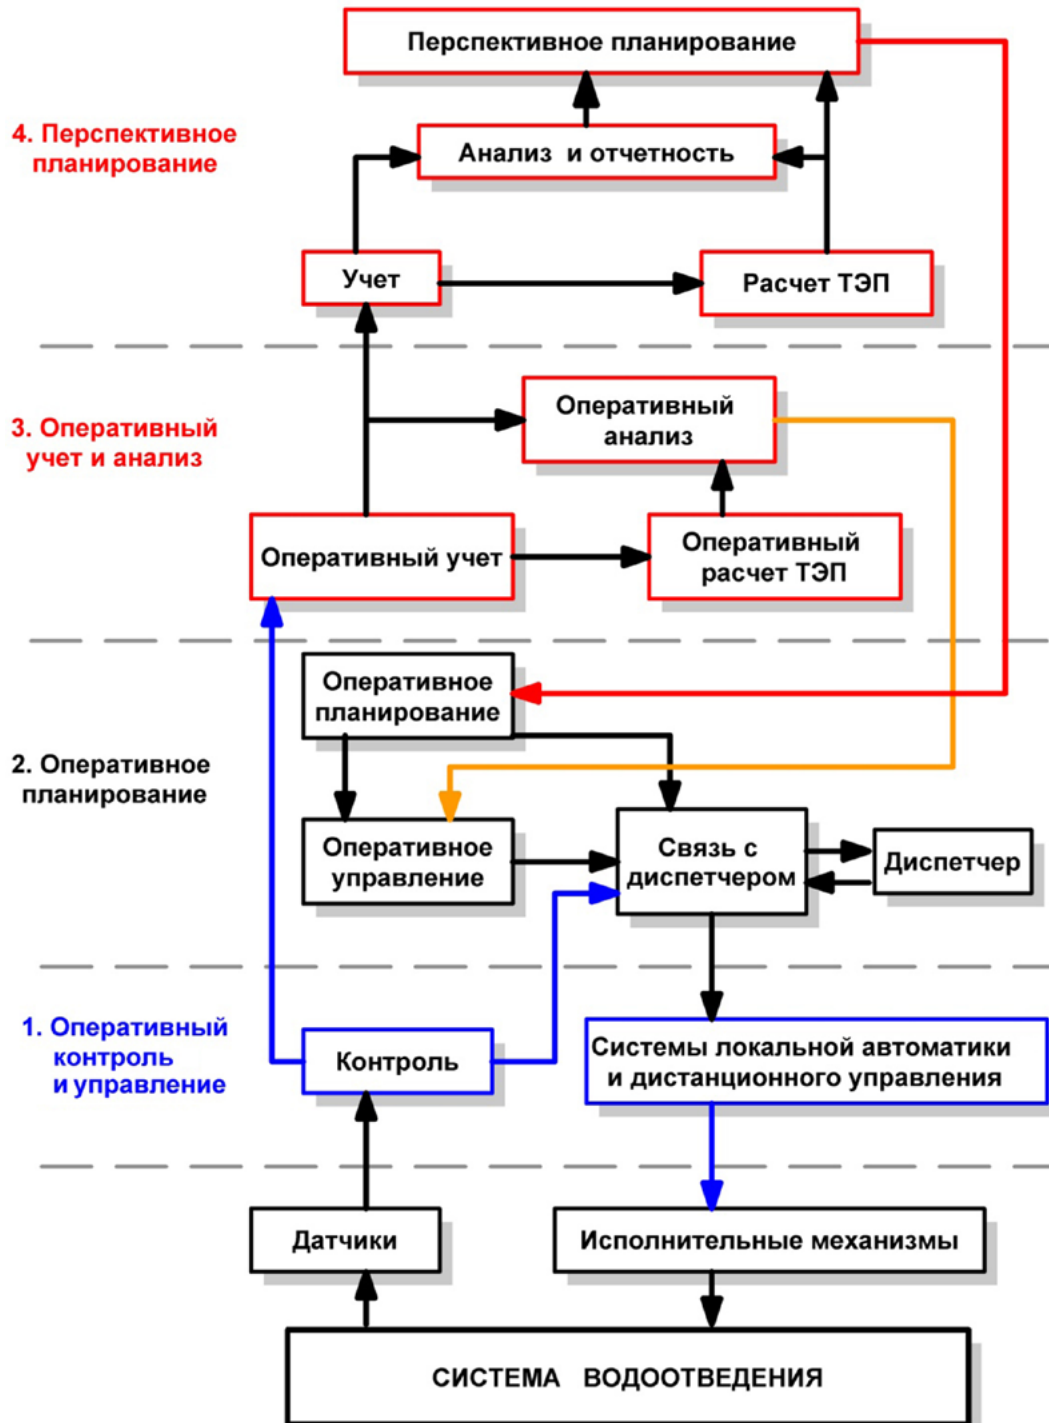 Перспективное планирование
4. Перспективное
планирование
Анализ и отчетность
Учет
Расчет ТЭП
3. Оперативный
учет и анализ
Оперативный
анализ
Оперативный учет
Оперативный
расчет ТЭП
Оперативное
планирование
2. Оперативное
планирование
Оперативное
управление
Связь с
диспетчером
Диспетчер
1. Оперативный
контроль
и управление
Контроль
Системы локальной автоматики
и дистанционного управления
Датчики
Исполнительные механизмы
СИСТЕМА ВОДООТВЕДЕНИЯ